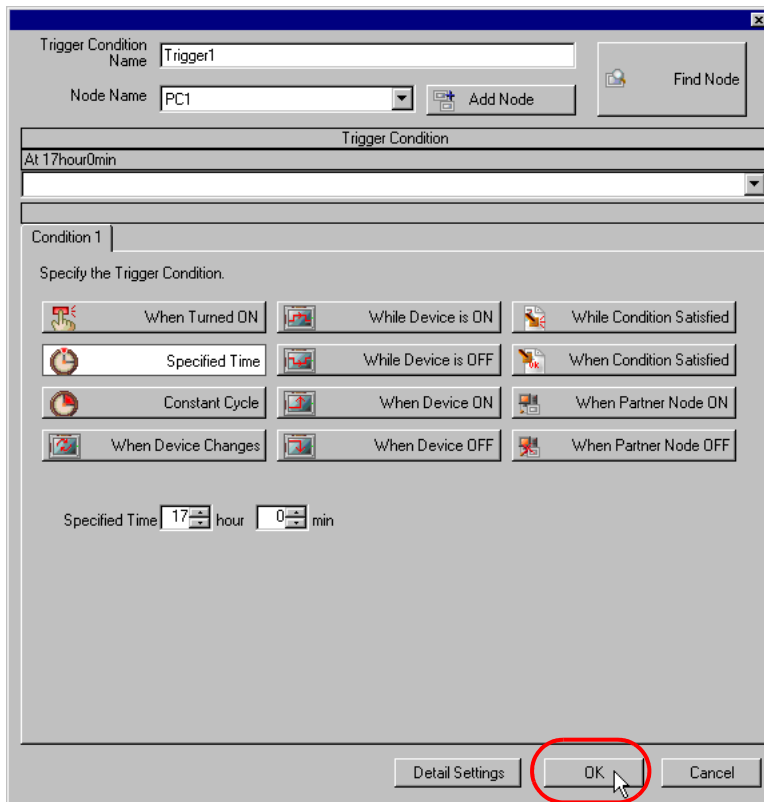 Trigger Condition
Name
Trigger1
Find Node
Node Name
PC1
Add Node
Trigger Condition
At 17hour0min
Condition 1
Specify the Trigger Condition.
When Turned ON
While Device is ON
While Condition Satisfied
Specified Time
While Device is OFF
When Condition Satisfied
Constant Cycle
When Device ON
When Partner Node ON
When Device Changes
When Device OFF
When Partner Node OFF
Specified Time 17 hour 0 min
Detail Settings
OK
Cancel